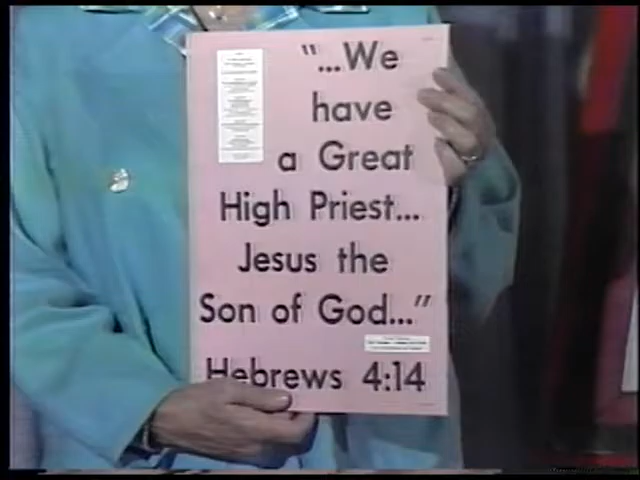 "...We
have
a Great
High Priest...
Jesus the
Son of God..."
Hebrews 4:14